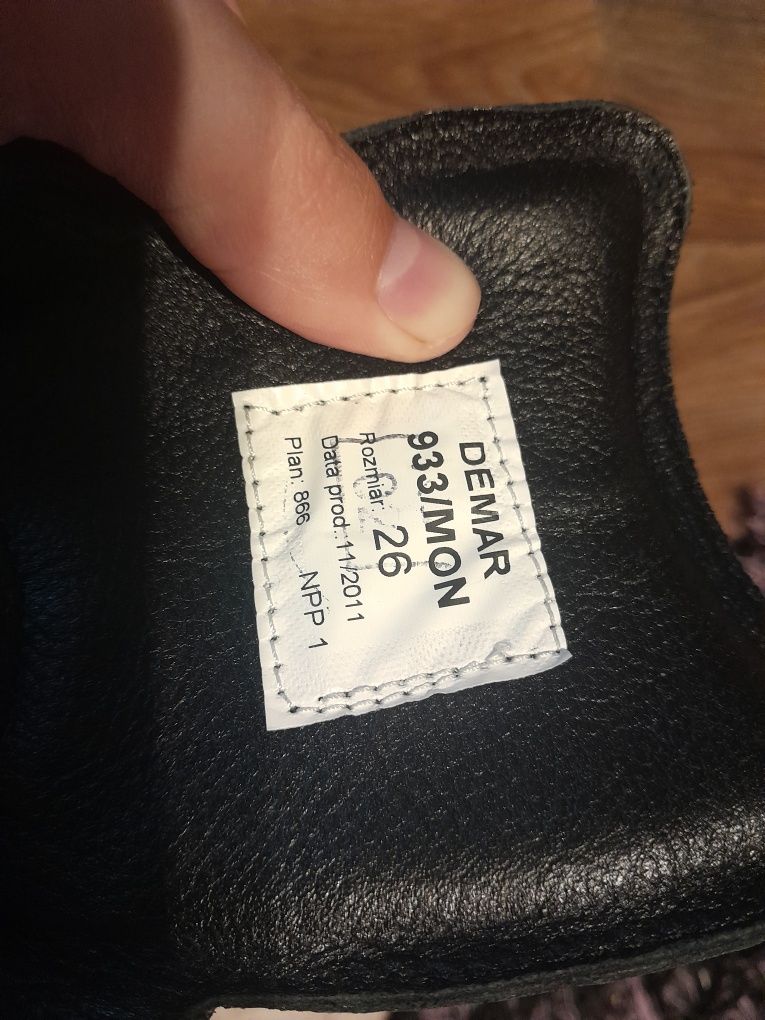 DEMAR
933/MON
Rozmiar: 26
Data prod.: 11/2011
Plan: 866 NPP 1